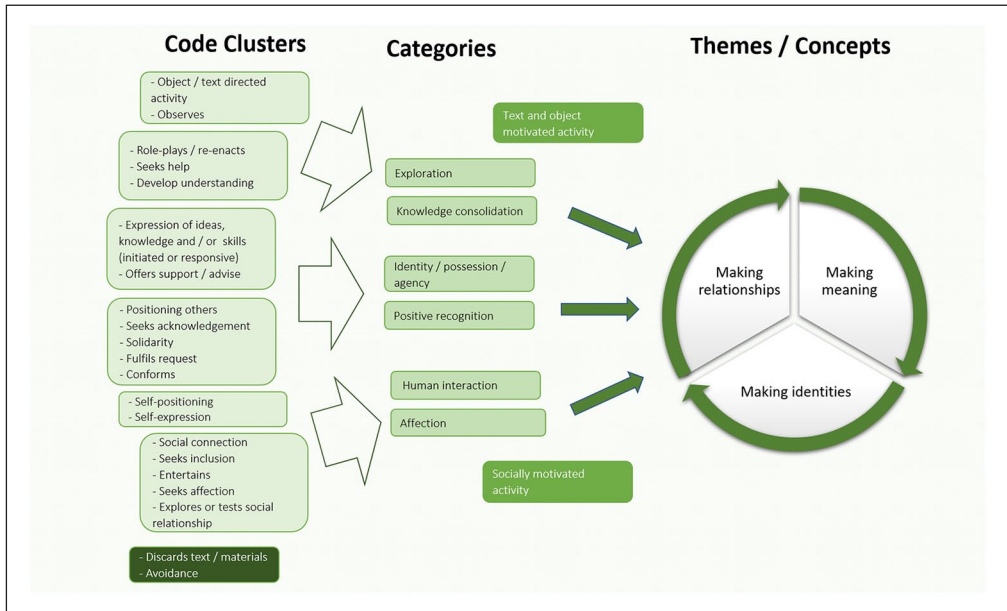 Code Clusters
Categories
Themes / Concepts
- Object / text directed
activity
- Observes
- Role-plays / re-enacts
- Seeks help
- Develop understanding
- Expression of ideas,
knowledge and / or skills
(initiated or responsive)
- Offers support / advise
- Positioning others
- Seeks acknowledgement
- Solidarity
- Fulfils request
- Conforms
- Self-positioning
- Self-expression
- Social connection
- Seeks inclusion
- Entertains
- Seeks affection
- Explores or tests social
relationship
- Discards text / materials
- Avoidance
Text and object
motivated activity
Exploration
Knowledge consolidation
Identity / possession /
agency
Positive recognition
Human interaction
Affection
Socially motivated
activity
Making
relationships
Making
meaning
Making identities